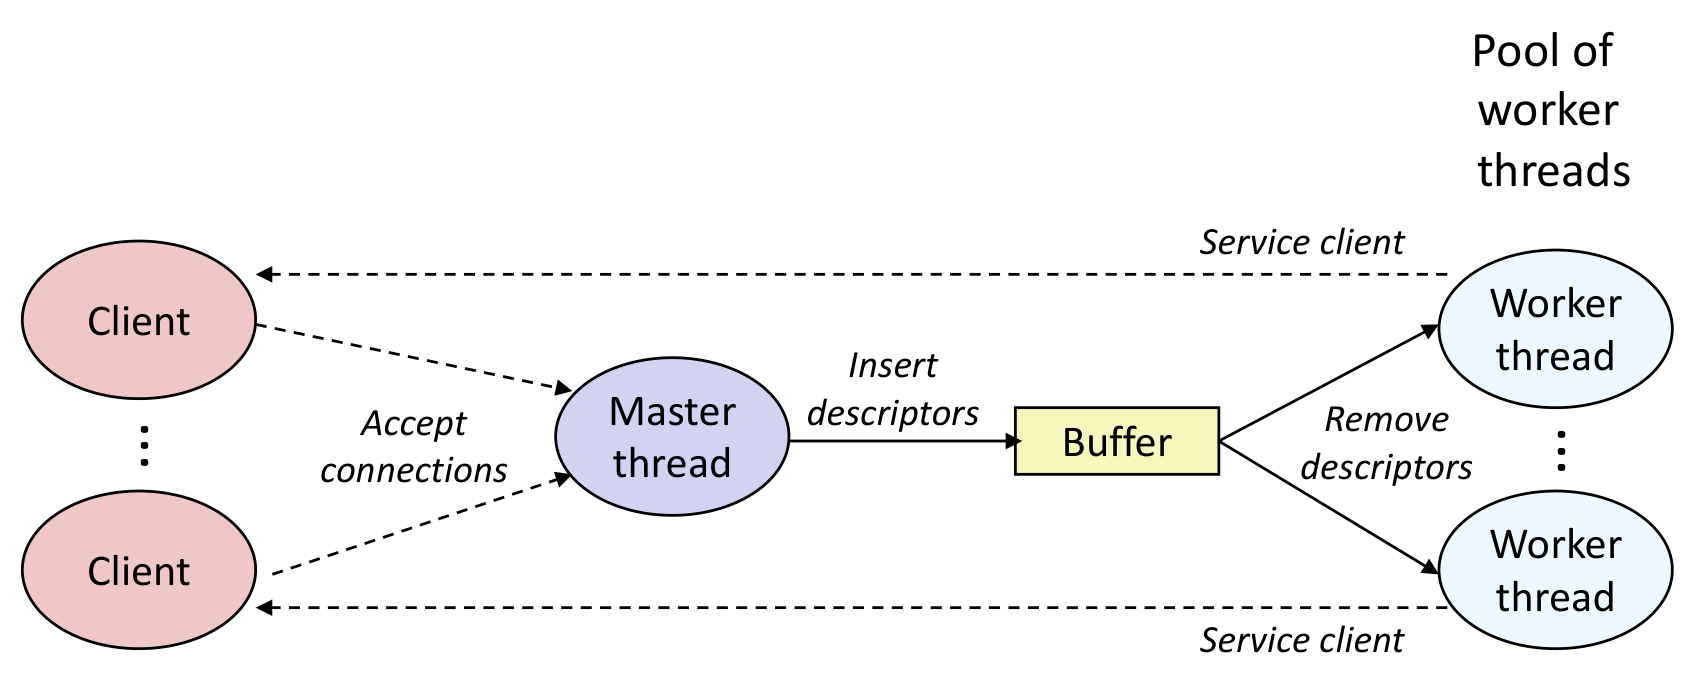 Pool of
worker
threads
Service client
Client
Worker
thread
Insert
descriptors
Master
thread
Accept
connections
Buffer
Remove
descriptors
Client
Worker
thread
Service client